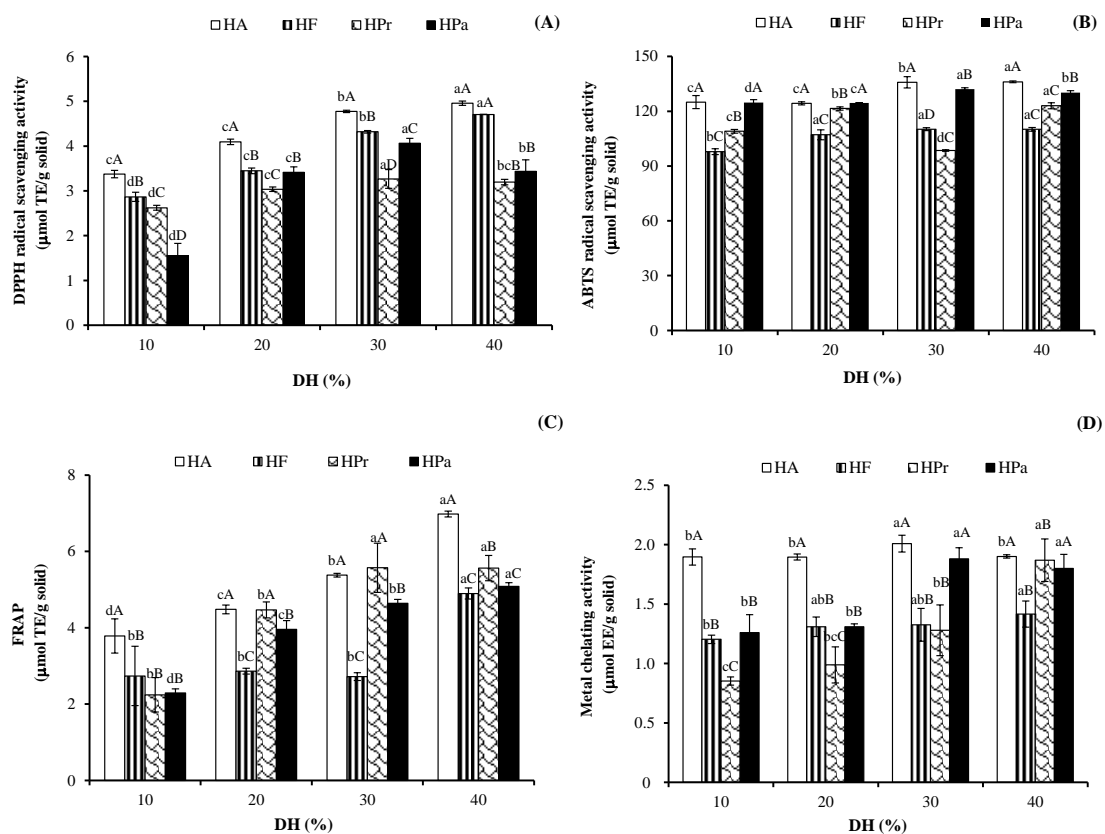 HA HF HPr HPa (A)
DPPH radical scavenging activity
(μmol TE/g solid)
6
5
4
3
2
1
0
cA dB dC dD
cA cB cC cB
bA bB aD aC
aA aA bcB bB
10 20 30 40
DH (%)
HA HF HPr HPa (B)
ABTS radical scavenging activity
(μmol TE/g solid)
150
120
90
60
30
0
cA bC cB dA
cA aC bB cA
bA aD dC aB
aA aC aC bB
10 20 30 40
DH (%)
(C)
HA HF HPr HPa
FRAP
(μmol TE/g solid)
8
6
4
2
0
dA bB bB dB
cA bC bA cB
bA bC aA bB
aA aC aB aC
10 20 30 40
DH (%)
(D)
HA HF HPr HPa
Metal chelating activity
(μmol EE/g solid)
2.5
2.0
1.5
1.0
0.5
0.0
bA bB cC bB
bA abB bcC bB
aA abB bB aA
bA aB aB aA
10 20 30 40
DH (%)